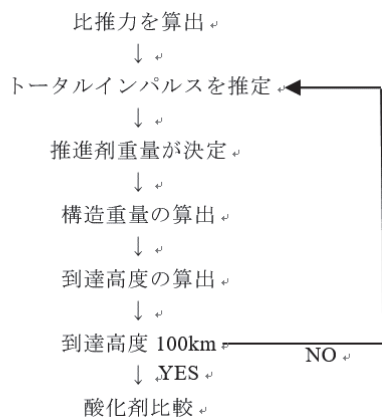 比推力を算出
↓
トータルインパルスを推定
↓
推進剤重量が決定
↓
構造重量の算出
↓
到達高度の算出
↓
到達高度 100km
NO
↓ YES
酸化剤比較